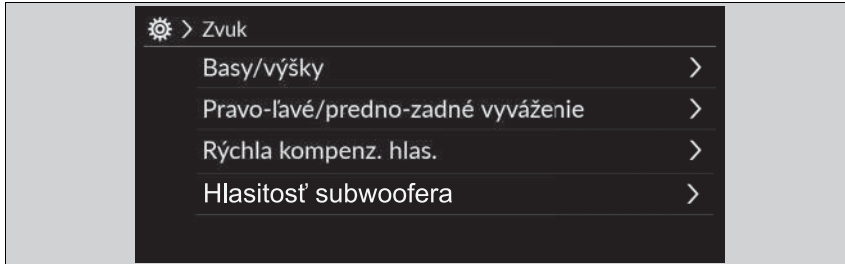 Zvuk
Basy/výšky
Pravo-ľavé/predno-zadné vyváženie
Rýchla kompenz. hlas.
Hlasitosť subwoofera